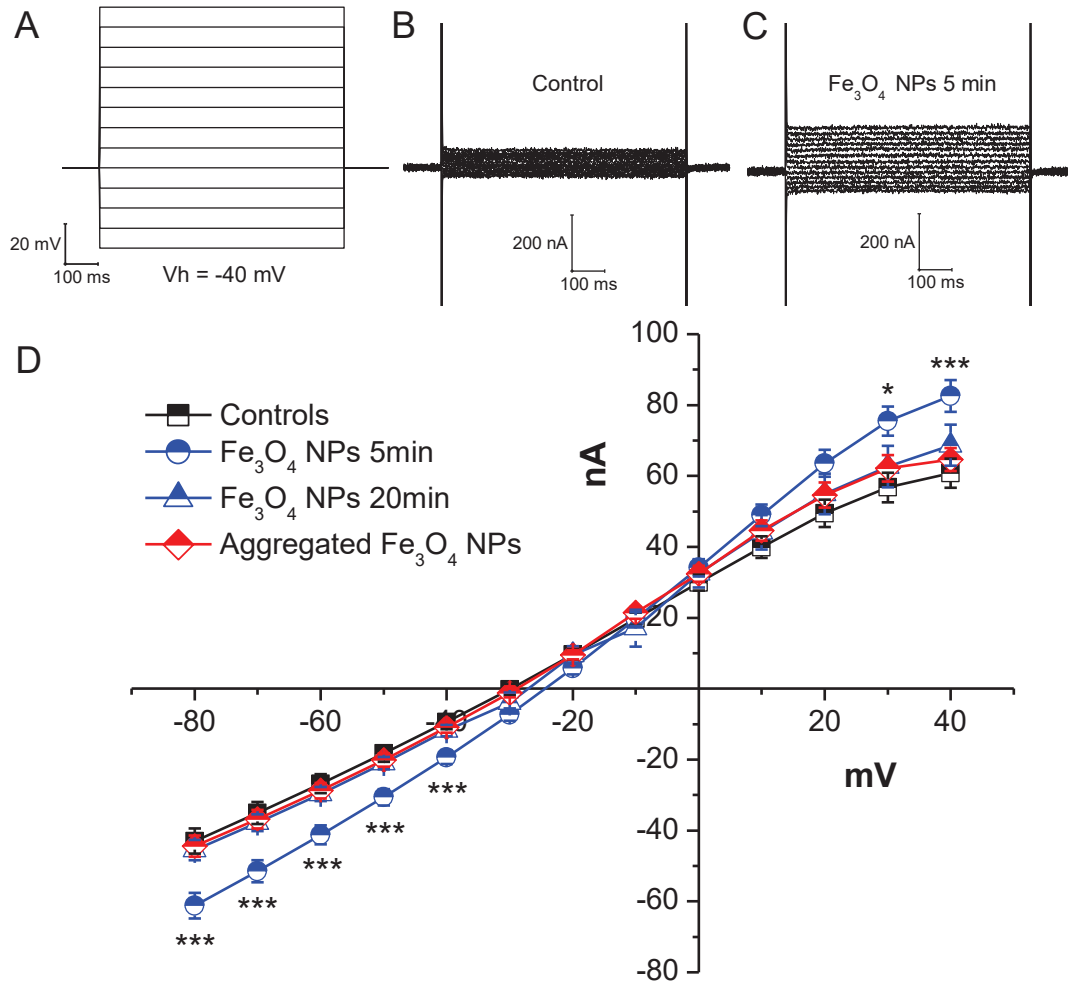 A
20 mV
100 ms
Vh = -40 mV
B
Control
200 nA
100 ms
C
Fe₃O₄ NPs 5 min
200 nA
100 ms
D
Controls
Fe₃O₄ NPs 5min
Fe₃O₄ NPs 20min
Aggregated Fe₃O₄ NPs
nA
100
80
60
40
20
-20
-40
-60
-80
-80
-60
-40
-20
20
40
mV
*
***
***
***
***
***
***